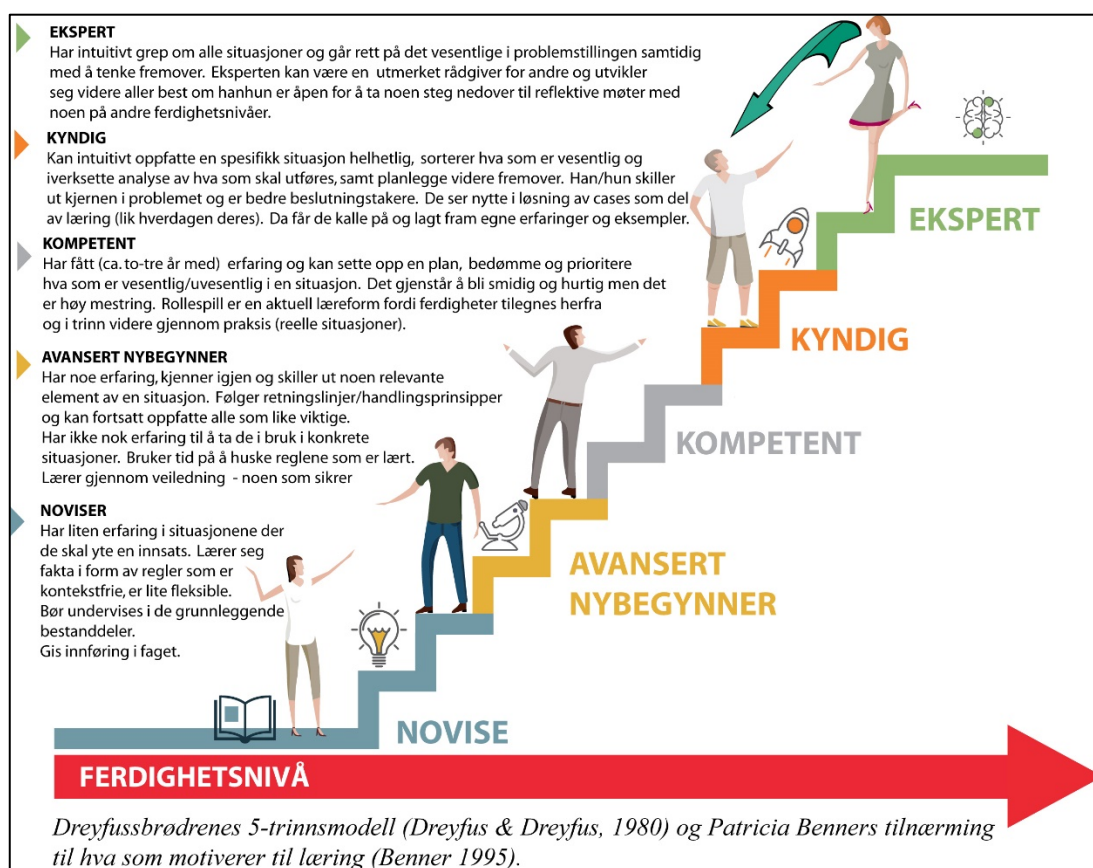 EKSPERT
Har intuitivt grep om alle situasjoner og går rett på det vesentlige i problemstillingen samtidig
med å tenke fremover. Eksperten kan være en utmerket rådgiver for andre og utvikler
seg videre aller best om hanhun er åpen for å ta noen steg nedover til reflektive møter med
noen på andre ferdighetsnivåer.
KYNDIG
Kan intuitivt oppfatte en spesifikk situasjon helhetlig, sorterer hva som er vesentlig og
iverksette analyse av hva som skal utføres, samt planlegge videre fremover. Han/hun skiller
ut kjernen i problemet og er bedre beslutningstakere. De ser nytte i løsning av cases som del
av læring (lik hverdagen deres). Da får de kalle på og lagt fram egne erfaringer og eksempler.
KOMPETENT
Har fått (ca. to-tre år med) erfaring og kan sette opp en plan, bedømme og prioritere
hva som er vesentlig/uvesentlig i en situasjon. Det gjenstår å bli smidig og hurtig men det
er høy mestring. Rollespill er en aktuell læreform fordi ferdigheter tilegnes herfra
og i trinn videre gjennom praksis (reelle situasjoner).
AVANSERT NYBEGYNNER
Har noe erfaring, kjenner igjen og skiller ut noen relevante
element av en situasjon. Følger retningslinjer/handlingsprinsipper
og kan fortsatt oppfatte alle som like viktige.
Har ikke nok erfaring til å ta de i bruk i konkrete
situasjoner. Bruker tid på å huske reglene som er lært.
Lærer gjennom veiledning - noen som sikrer
NOVISER
Har liten erfaring i situasjonene der
de skal yte en innsats. Lærer seg
fakta i form av regler som er
kontekstfrie, er lite fleksible.
Bør undervises i de grunnleggende
bestanddeler.
Gis innføring i faget.
EKSPERT
KYNDIG
KOMPETENT
AVANSERT
NYBEGYNNER
NOVISE
FERDIGHETSNIVÅ
Dreyfussbrødrenes 5-trinnsmodell (Dreyfus & Dreyfus, 1980) og Patricia Benners tilnærming
til hva som motiverer til læring (Benner 1995).